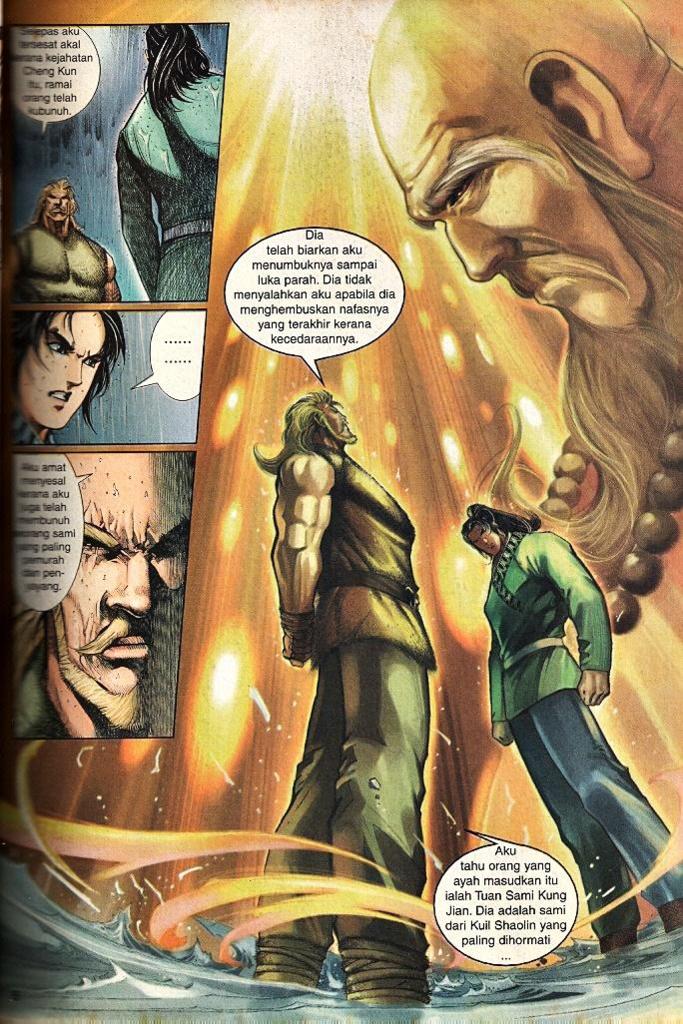 Selepas aku
tersesat akal
kerana kejahatan
Cheng Kun
itu, ramai
orang telah
kubunuh.
......
......
Aku amat
menyesal
kerana aku
juga telah
membunuh
seorang sami
yang paling
pemurah
dan pen-
yayang.
Dia
telah biarkan aku
menumbuknya sampai
luka parah. Dia tidak
menyalahkan aku apabila dia
menghembuskan nafasnya
yang terakhir kerana
kecederaannya.
Aku
tahu orang yang
ayah masudkan itu
ialah Tuan Sami Kung
Jian. Dia adalah sami
dari Kuil Shaolin yang
paling dihormati
...